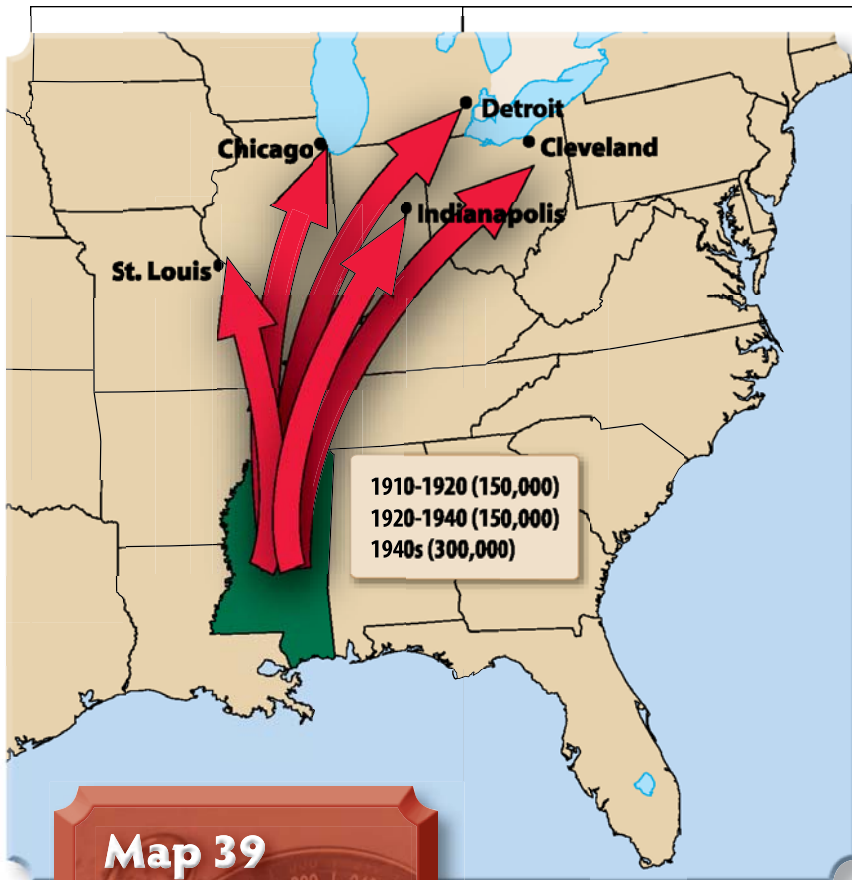 Detroit
Chicago
Cleveland
Indianapolis
St. Louis
1910-1920 (150,000)
1920-1940 (150,000)
1940s (300,000)
Map 39